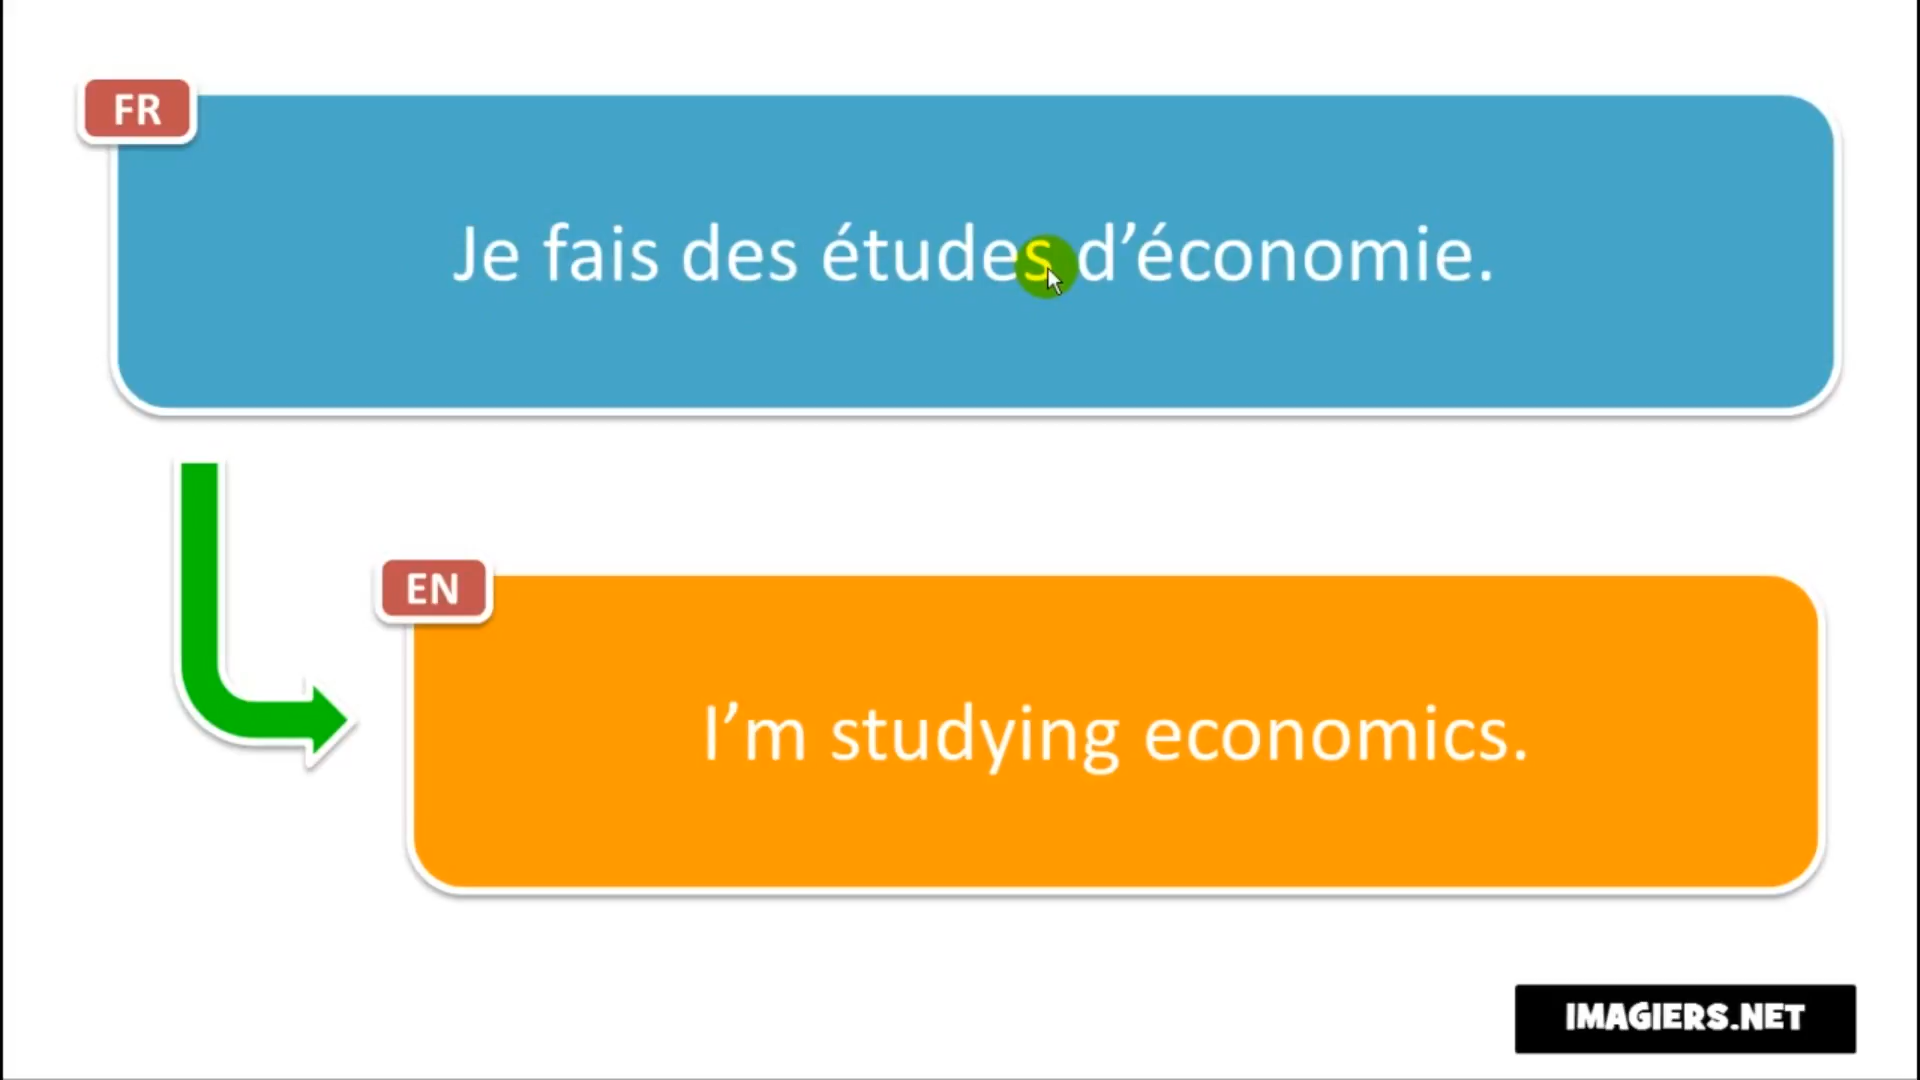 FR
Je fais des études d’économie.
EN
I’m studying economics.
IMAGIERS.NET